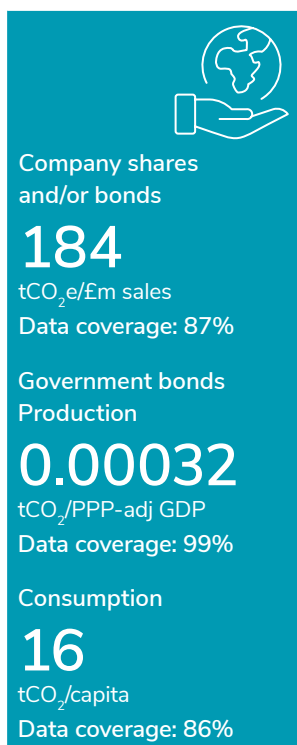 Company shares
and/or bonds
184
tCO₂e/£m sales
Data coverage: 87%
Government bonds
Production
0.00032
tCO₂/PPP-adj GDP
Data coverage: 99%
Consumption
16
tCO₂/capita
Data coverage: 86%